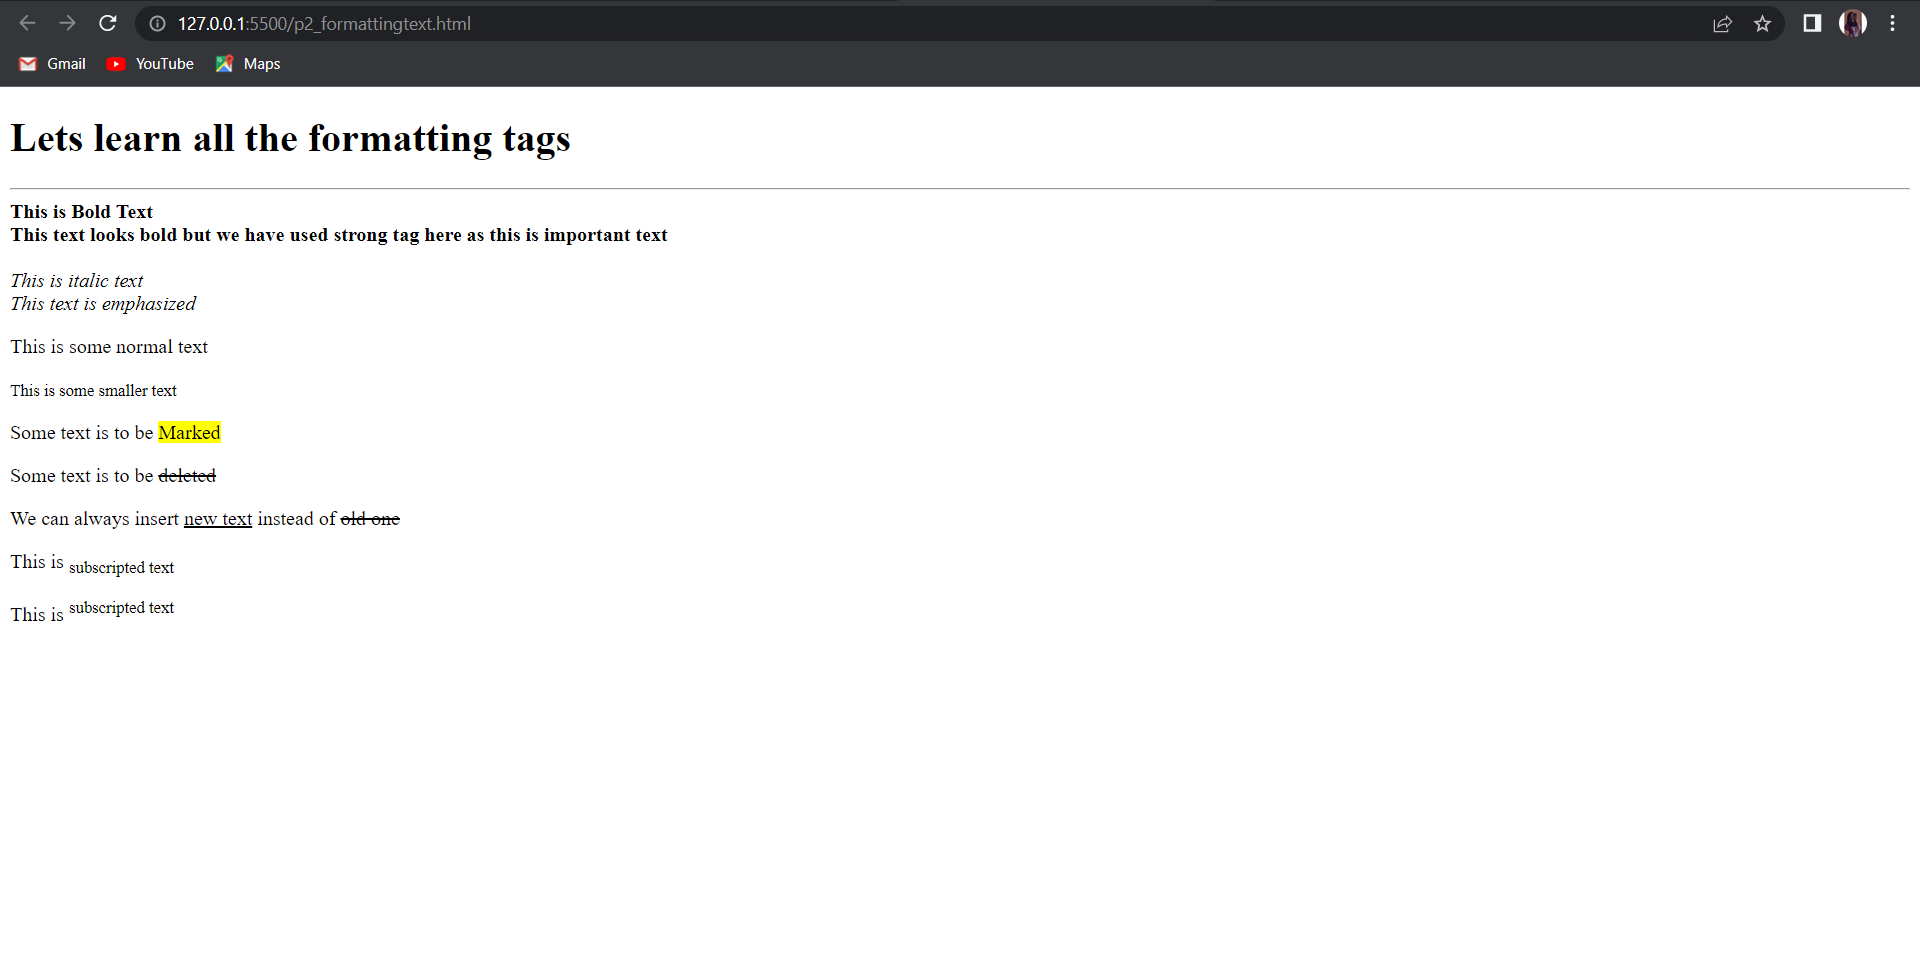 127.0.0.1:5500/p2_formattingtext.html
Gmail YouTube Maps
Lets learn all the formatting tags
This is Bold Text
This text looks bold but we have used strong tag here as this is important text
This is italic text
This text is emphasized
This is some normal text
This is some smaller text
Some text is to be Marked
Some text is to be deleted
We can always insert new text instead of old one
This is subscripted text
This is subscripted text